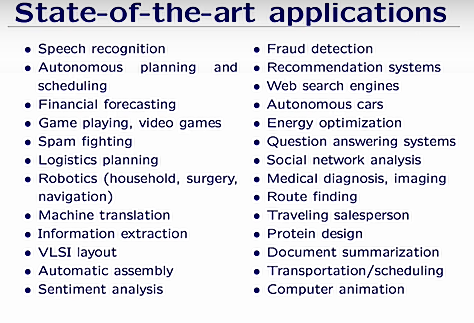 State-of-the-art applications
• Speech recognition
• Autonomous planning and
scheduling
• Financial forecasting
• Game playing, video games
• Spam fighting
• Logistics planning
• Robotics (household, surgery,
navigation)
• Machine translation
• Information extraction
• VLSI layout
• Automatic assembly
• Sentiment analysis
• Fraud detection
• Recommendation systems
• Web search engines
• Autonomous cars
• Energy optimization
• Question answering systems
• Social network analysis
• Medical diagnosis, imaging
• Route finding
• Traveling salesperson
• Protein design
• Document summarization
• Transportation/scheduling
• Computer animation